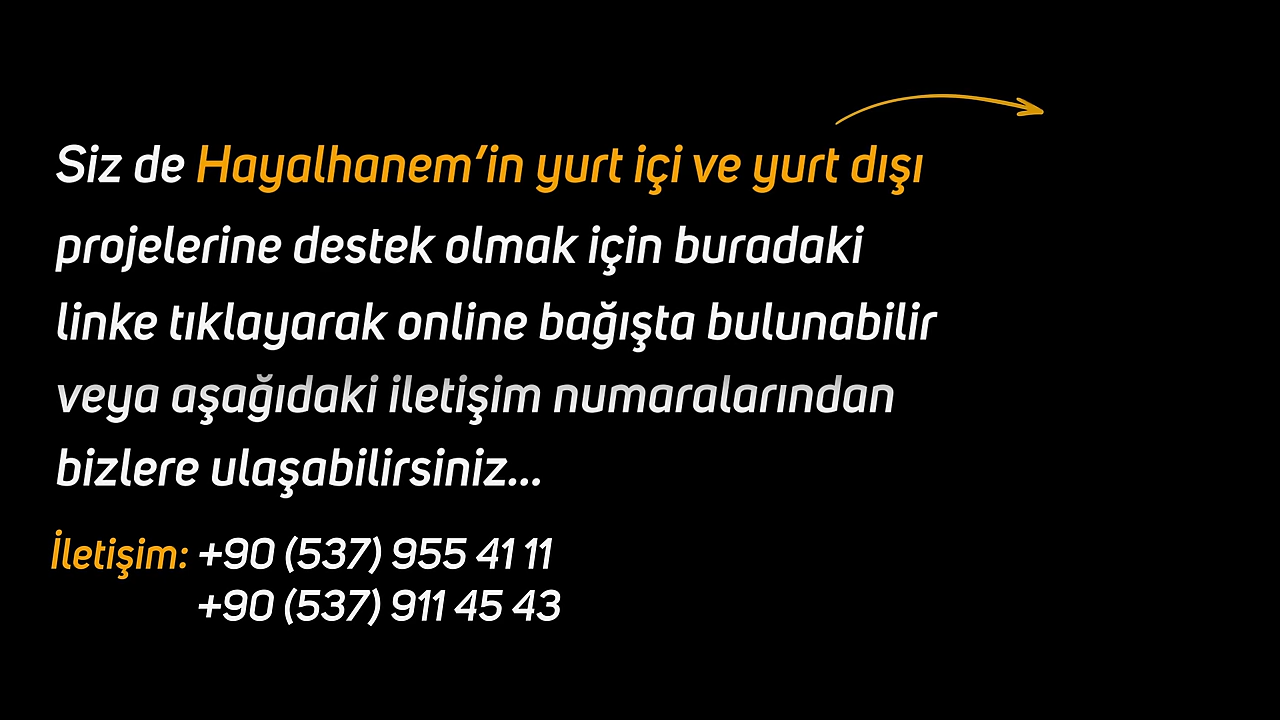 Siz de Hayalhanem'in yurt içi ve yurt dışı
projelerine destek olmak için buradaki
linke tıklayarak online bağışta bulunabilir
veya aşağıdaki iletişim numaralarından
bizlere ulaşabilirsiniz...
İletişim: +90 (537) 955 41 11
+90 (537) 911 45 43